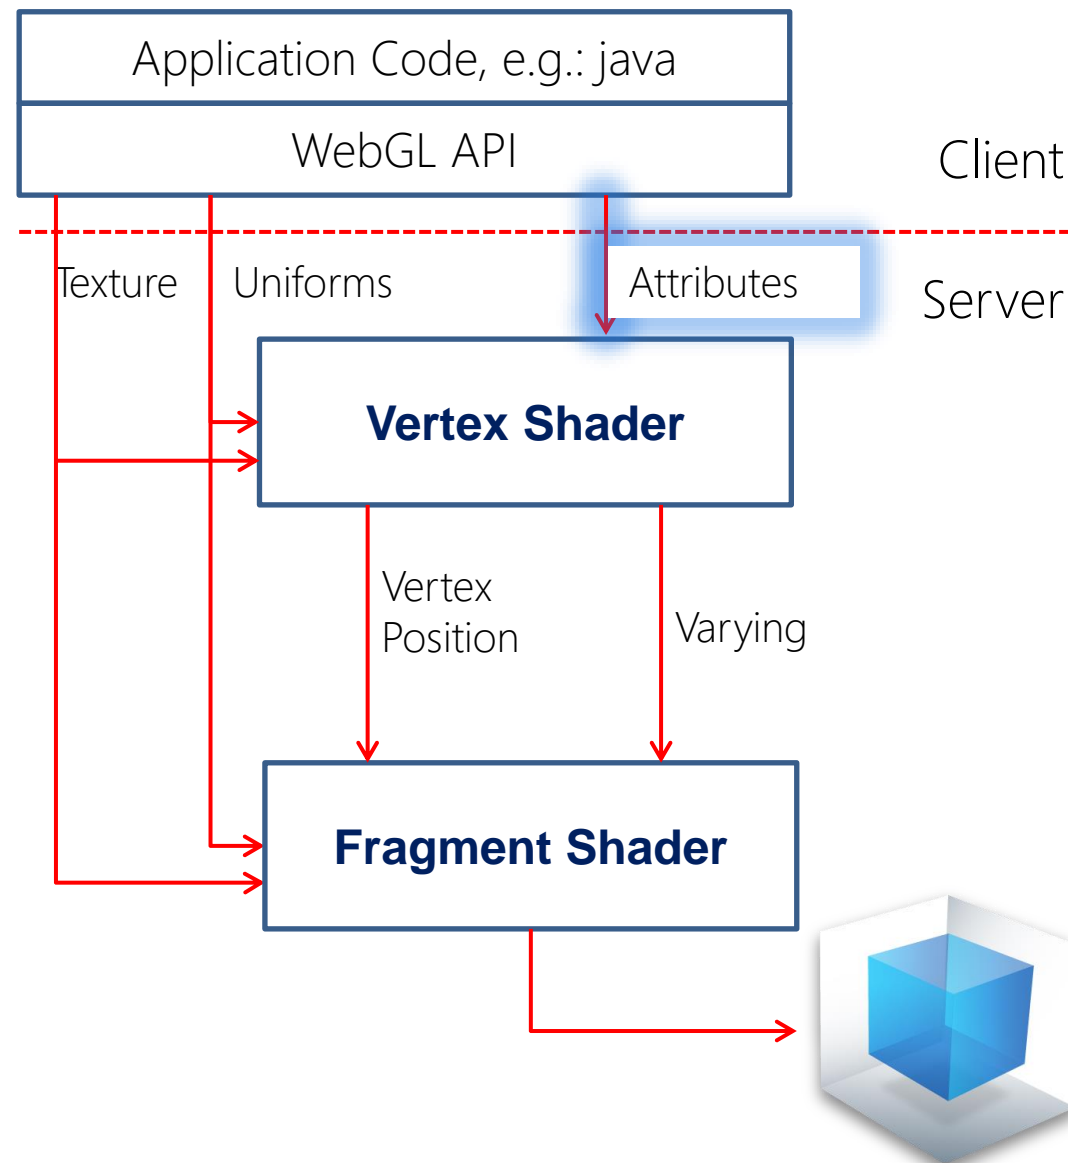 Application Code, e.g.: java
WebGL API
Client
Texture
Uniforms
Attributes
Server
Vertex Shader
Vertex
Position
Varying
Fragment Shader